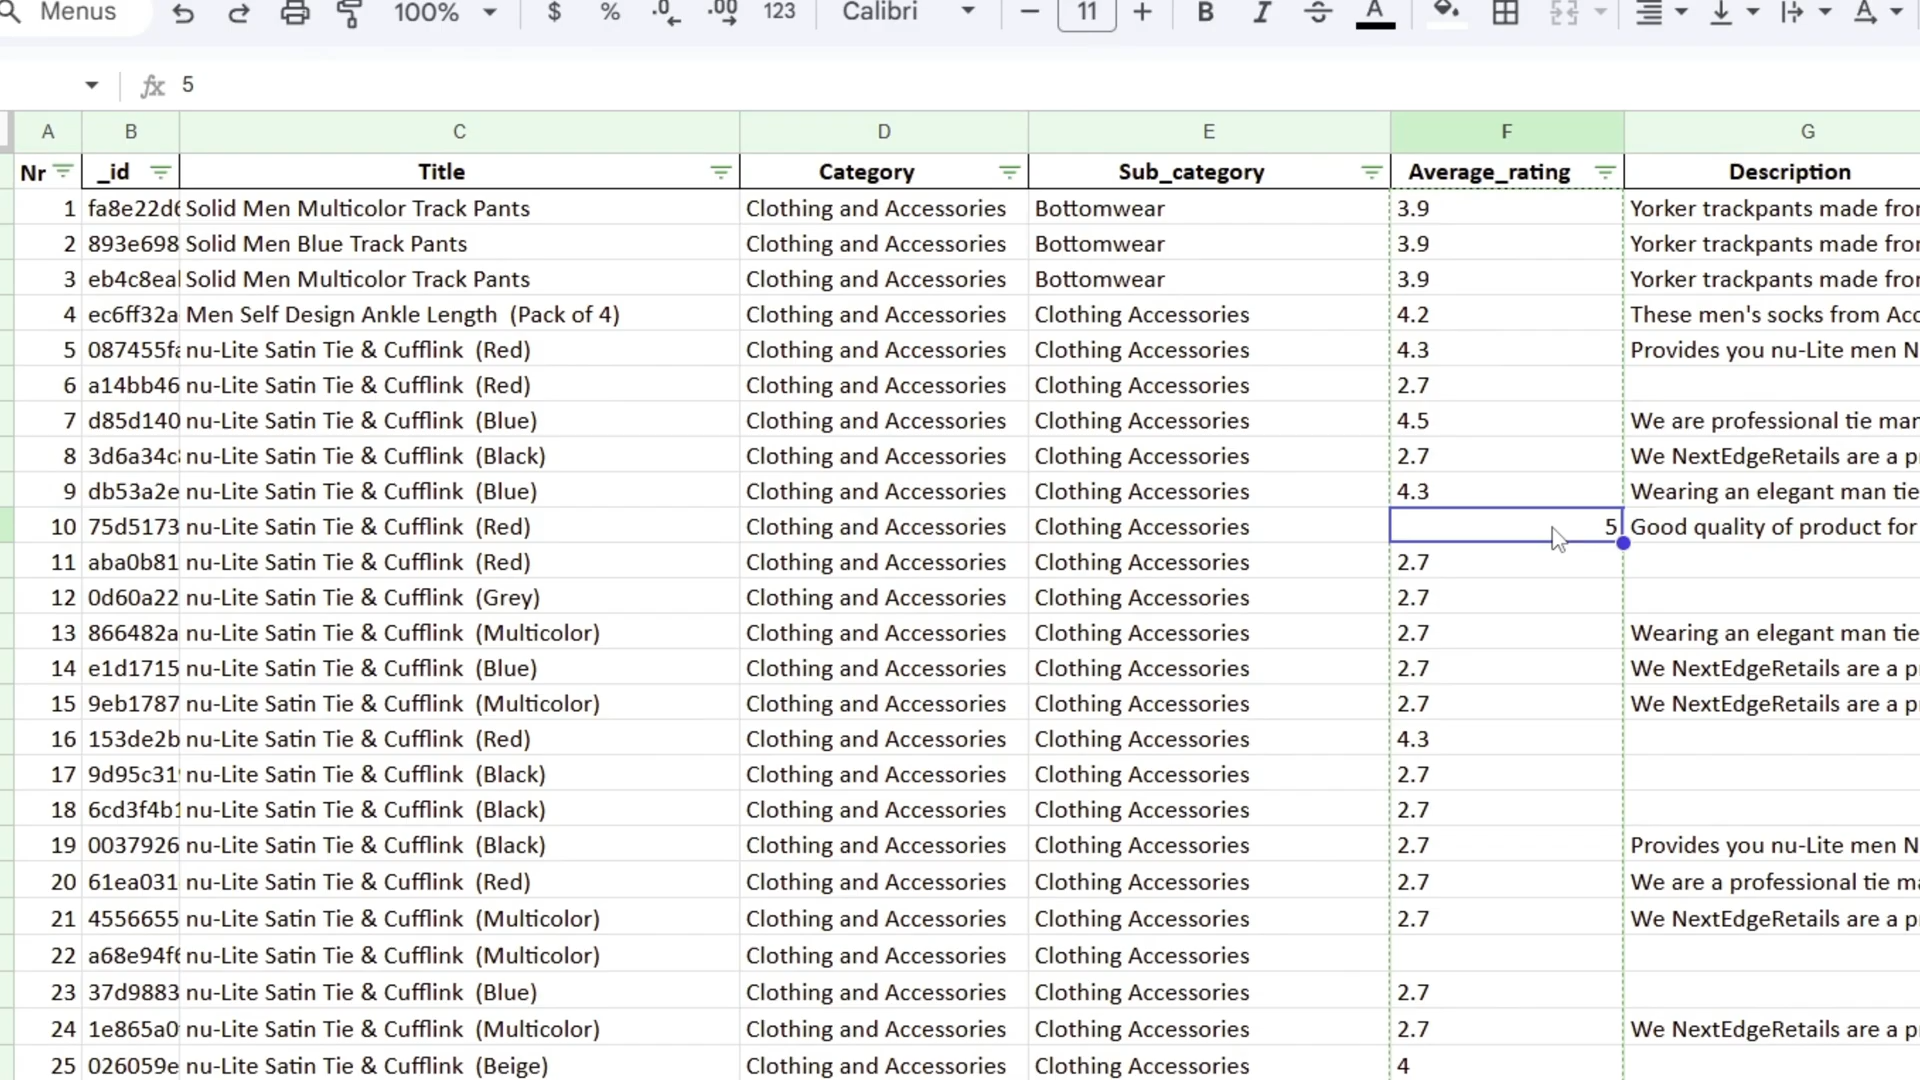 Menus 100% $ % .0 .00 123 Calibri 11 B I S A
fx 5
A B C D E F G
Nr _id Title Category Sub_category Average_rating Description
1 fa8e22d6 Solid Men Multicolor Track Pants Clothing and Accessories Bottomwear 3.9 Yorker trackpants made from
2 893e698 Solid Men Blue Track Pants Clothing and Accessories Bottomwear 3.9 Yorker trackpants made from
3 eb4c8ea Solid Men Multicolor Track Pants Clothing and Accessories Bottomwear 3.9 Yorker trackpants made from
4 ec6ff32a Men Self Design Ankle Length (Pack of 4) Clothing and Accessories Clothing Accessories 4.2 These men's socks from Acc
5 087455fa nu-Lite Satin Tie & Cufflink (Red) Clothing and Accessories Clothing Accessories 4.3 Provides you nu-Lite men N
6 a14bb46 nu-Lite Satin Tie & Cufflink (Red) Clothing and Accessories Clothing Accessories 2.7
7 d85d140 nu-Lite Satin Tie & Cufflink (Blue) Clothing and Accessories Clothing Accessories 4.5 We are professional tie man
8 3d6a34c nu-Lite Satin Tie & Cufflink (Black) Clothing and Accessories Clothing Accessories 2.7 We NextEdgeRetails are a p
9 db53a2e nu-Lite Satin Tie & Cufflink (Blue) Clothing and Accessories Clothing Accessories 4.3 Wearing an elegant man tie
10 75d5173 nu-Lite Satin Tie & Cufflink (Red) Clothing and Accessories Clothing Accessories 5 Good quality of product for
11 aba0b81 nu-Lite Satin Tie & Cufflink (Red) Clothing and Accessories Clothing Accessories 2.7
12 0d60a22 nu-Lite Satin Tie & Cufflink (Grey) Clothing and Accessories Clothing Accessories 2.7
13 866482a nu-Lite Satin Tie & Cufflink (Multicolor) Clothing and Accessories Clothing Accessories 2.7 Wearing an elegant man tie
14 e1d1715 nu-Lite Satin Tie & Cufflink (Blue) Clothing and Accessories Clothing Accessories 2.7 We NextEdgeRetails are a p
15 9eb1787 nu-Lite Satin Tie & Cufflink (Multicolor) Clothing and Accessories Clothing Accessories 2.7 We NextEdgeRetails are a p
16 153de2b nu-Lite Satin Tie & Cufflink (Red) Clothing and Accessories Clothing Accessories 4.3
17 9d95c31 nu-Lite Satin Tie & Cufflink (Black) Clothing and Accessories Clothing Accessories 2.7
18 6cd3f4b1 nu-Lite Satin Tie & Cufflink (Black) Clothing and Accessories Clothing Accessories 2.7
19 0037926 nu-Lite Satin Tie & Cufflink (Black) Clothing and Accessories Clothing Accessories 2.7 Provides you nu-Lite men N
20 61ea031 nu-Lite Satin Tie & Cufflink (Red) Clothing and Accessories Clothing Accessories 2.7 We are a professional tie ma
21 4556655 nu-Lite Satin Tie & Cufflink (Multicolor) Clothing and Accessories Clothing Accessories 2.7 We NextEdgeRetails are a p
22 a68e94f6 nu-Lite Satin Tie & Cufflink (Multicolor) Clothing and Accessories Clothing Accessories
23 37d9883 nu-Lite Satin Tie & Cufflink (Blue) Clothing and Accessories Clothing Accessories 2.7
24 1e865a0 nu-Lite Satin Tie & Cufflink (Multicolor) Clothing and Accessories Clothing Accessories 2.7 We NextEdgeRetails are a p
25 026059e nu-Lite Satin Tie & Cufflink (Beige) Clothing and Accessories Clothing Accessories 4